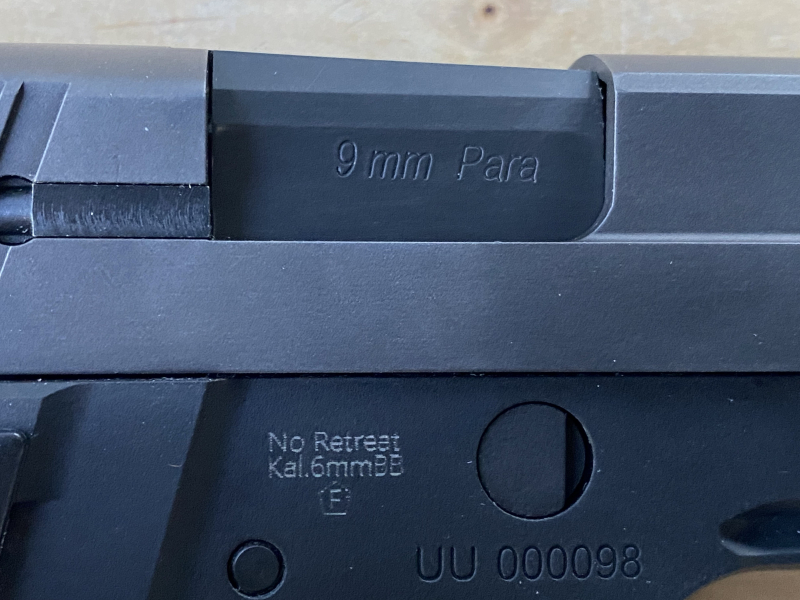 9 mm Para
No Retreat
Kal.6mmBB
F
UU 000098